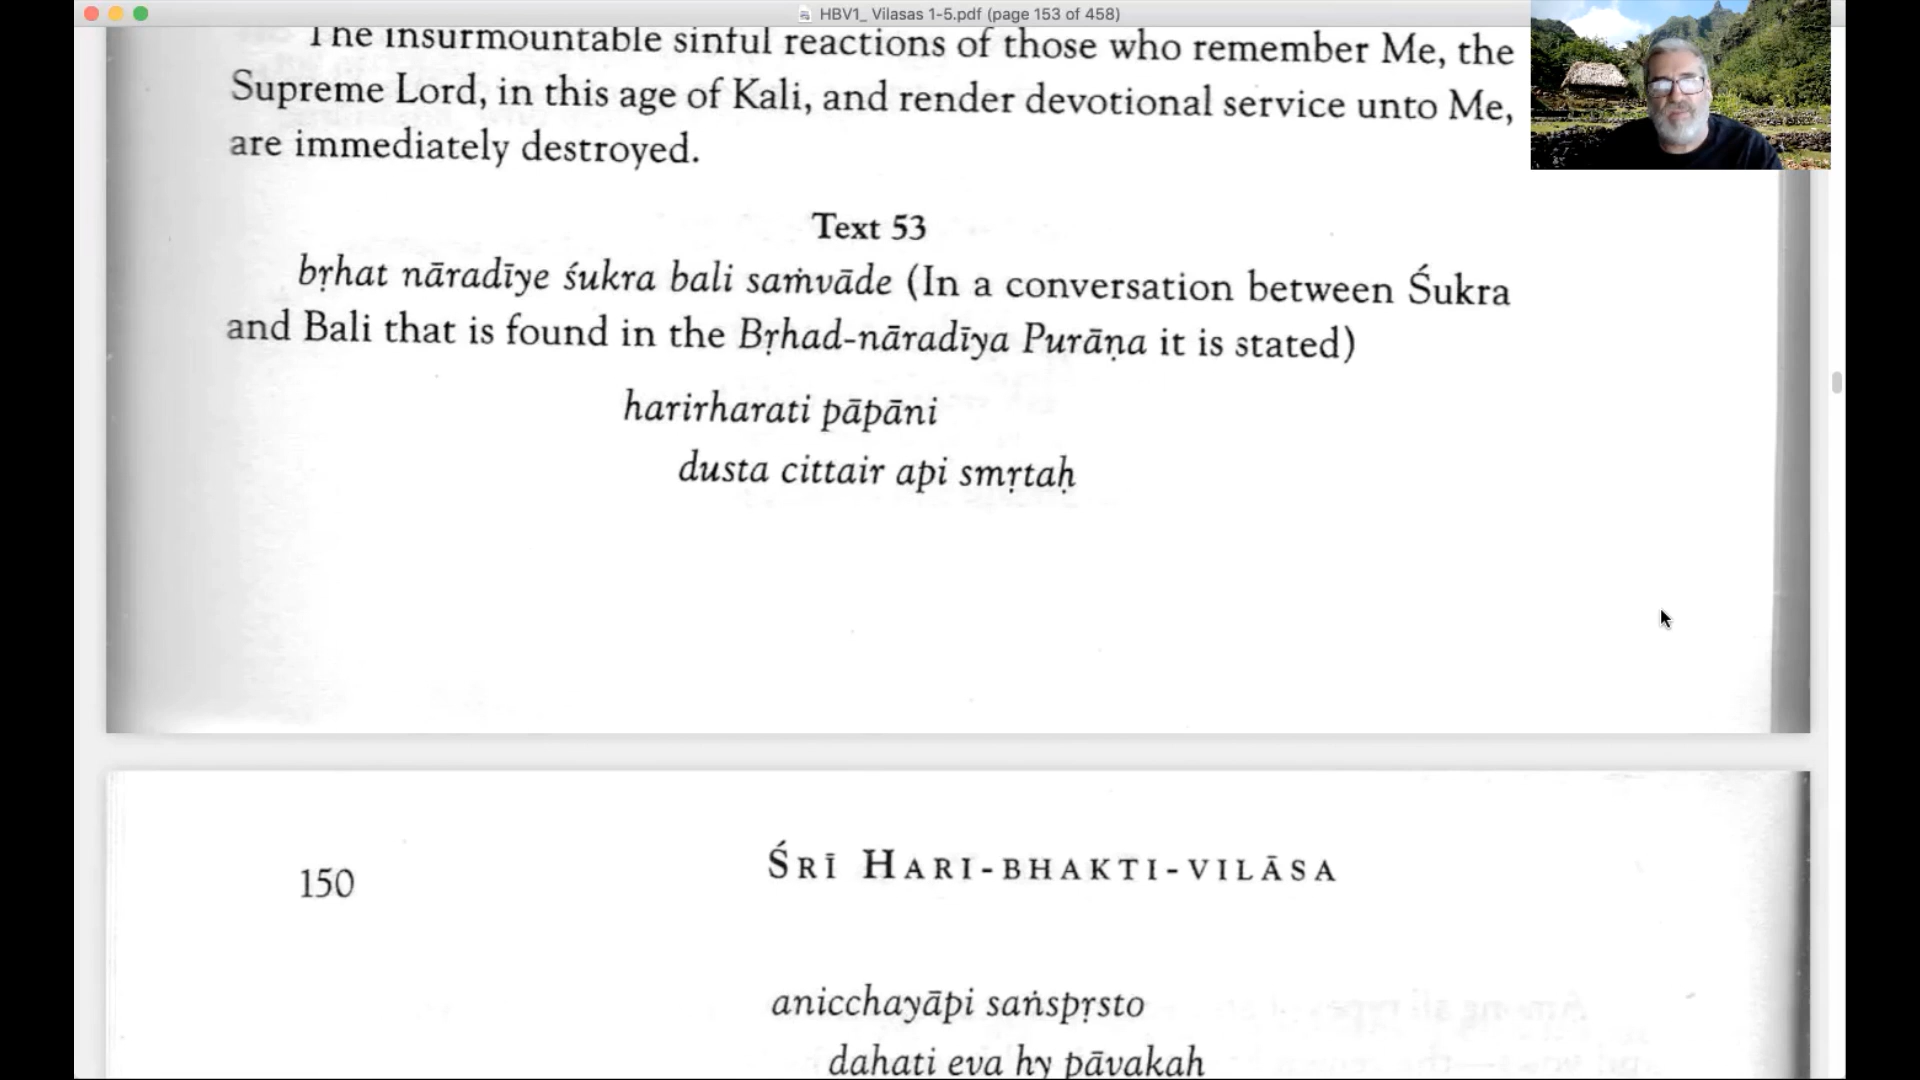 HBV1_ Vilasas 1-5.pdf (page 153 of 458)
The insurmountable sinful reactions of those who remember Me, the
Supreme Lord, in this age of Kali, and render devotional service unto Me,
are immediately destroyed.
Text 53
bṛhat nāradīye śukra bali saṁvāde (In a conversation between Śukra
and Bali that is found in the Bṛhad-nāradīya Purāṇa it is stated)
harirharati pāpāni
dusta cittair api smṛtaḥ
150
ŚRĪ HARI-BHAKTI-VILĀSA
anicchayāpi saṅspṛsto
dahati eva hy pāvakah